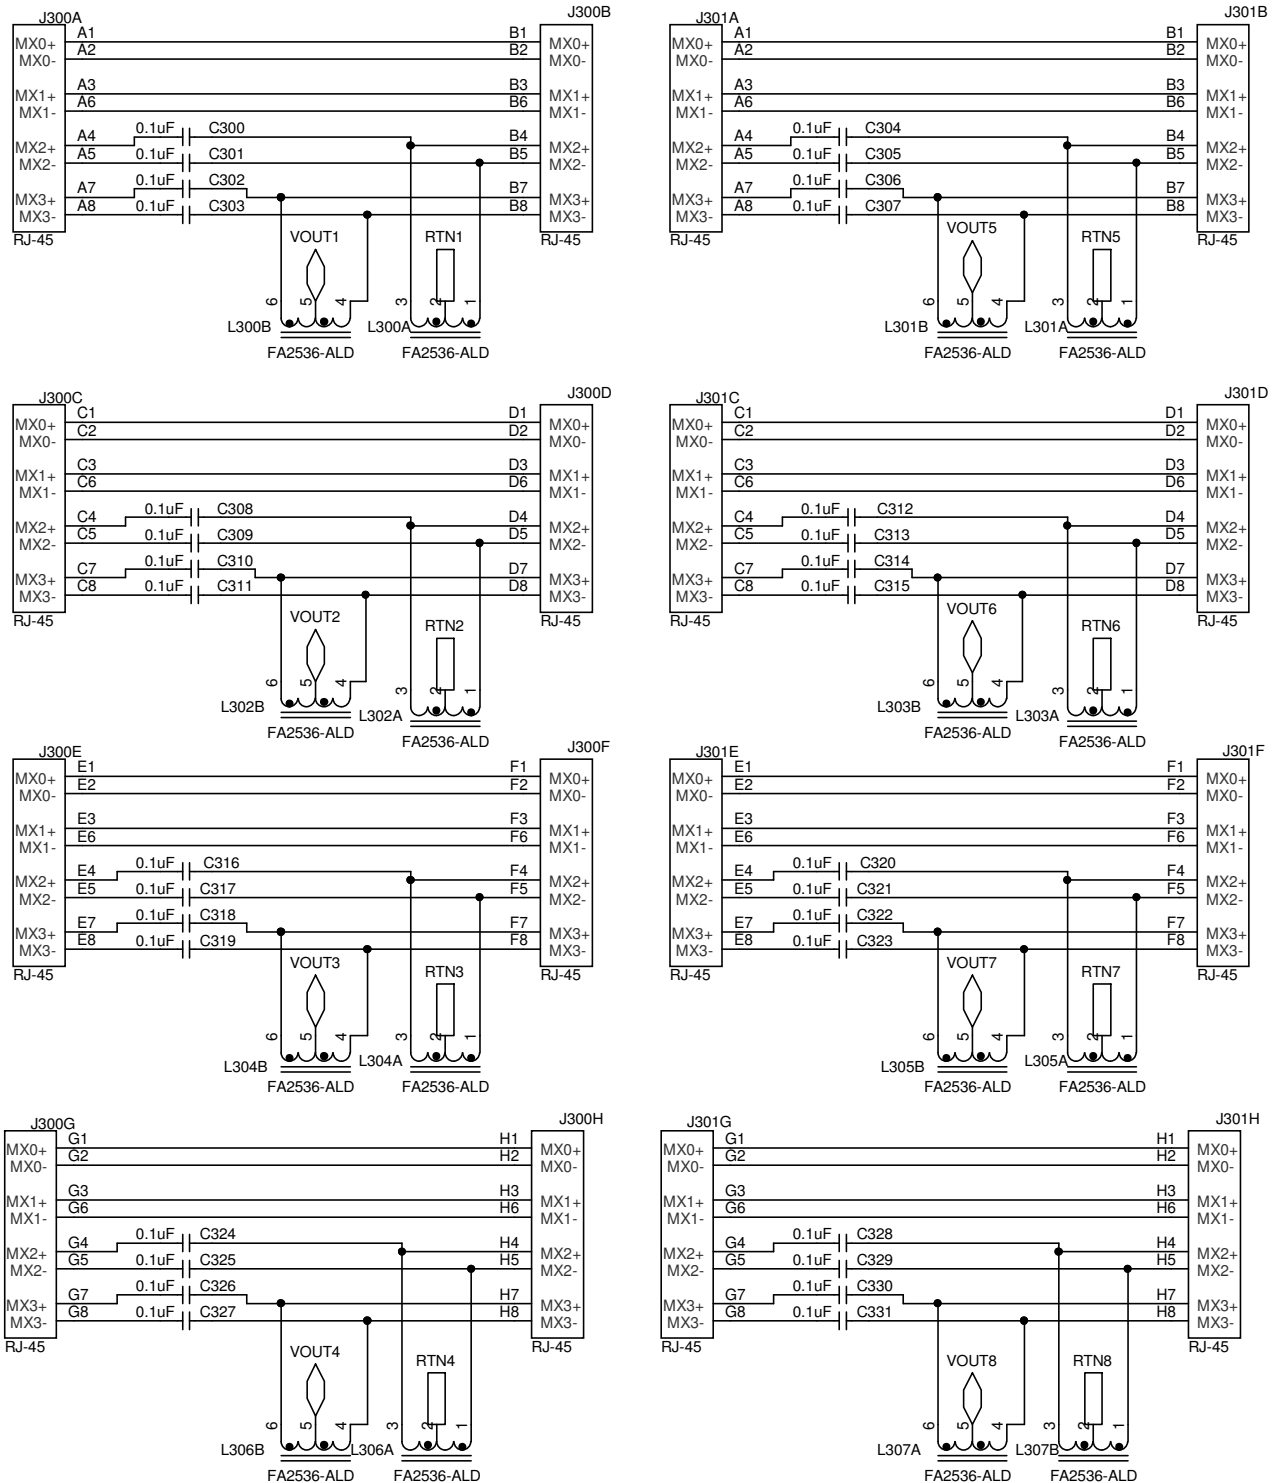 J300A J300B
A1 B1
MX0+ MX0+
A2 B2
MX0- MX0-
A3 B3
MX1+ MX1+
A6 B6
MX1- MX1-
0.1uF C300
A4 B4
MX2+ MX2+
A5 0.1uF C301 B5
MX2- MX2-
0.1uF C302
A7 B7
MX3+ MX3+
A8 0.1uF C303 B8
MX3- MX3-
RJ-45 RJ-45
VOUT1 RTN1
6 5 4 3 2 1
L300B L300A
FA2536-ALD FA2536-ALD
J301A J301B
A1 B1
MX0+ MX0+
A2 B2
MX0- MX0-
A3 B3
MX1+ MX1+
A6 B6
MX1- MX1-
0.1uF C304
A4 B4
MX2+ MX2+
A5 0.1uF C305 B5
MX2- MX2-
0.1uF C306
A7 B7
MX3+ MX3+
A8 0.1uF C307 B8
MX3- MX3-
RJ-45 RJ-45
VOUT5 RTN5
6 5 4 3 2 1
L301B L301A
FA2536-ALD FA2536-ALD
J300C J300D
C1 D1
MX0+ MX0+
C2 D2
MX0- MX0-
C3 D3
MX1+ MX1+
C6 D6
MX1- MX1-
0.1uF C308
C4 D4
MX2+ MX2+
C5 0.1uF C309 D5
MX2- MX2-
0.1uF C310
C7 D7
MX3+ MX3+
C8 0.1uF C311 D8
MX3- MX3-
RJ-45 RJ-45
VOUT2 RTN2
6 5 4 3 2 1
L302B L302A
FA2536-ALD FA2536-ALD
J301C J301D
C1 D1
MX0+ MX0+
C2 D2
MX0- MX0-
C3 D3
MX1+ MX1+
C6 D6
MX1- MX1-
0.1uF C312
C4 D4
MX2+ MX2+
C5 0.1uF C313 D5
MX2- MX2-
0.1uF C314
C7 D7
MX3+ MX3+
C8 0.1uF C315 D8
MX3- MX3-
RJ-45 RJ-45
VOUT6 RTN6
6 5 4 3 2 1
L303B L303A
FA2536-ALD FA2536-ALD
J300E J300F
E1 F1
MX0+ MX0+
E2 F2
MX0- MX0-
E3 F3
MX1+ MX1+
E6 F6
MX1- MX1-
0.1uF C316
E4 F4
MX2+ MX2+
E5 0.1uF C317 F5
MX2- MX2-
0.1uF C318
E7 F7
MX3+ MX3+
E8 0.1uF C319 F8
MX3- MX3-
RJ-45 RJ-45
VOUT3 RTN3
6 5 4 3 2 1
L304B L304A
FA2536-ALD FA2536-ALD
J301E J301F
E1 F1
MX0+ MX0+
E2 F2
MX0- MX0-
E3 F3
MX1+ MX1+
E6 F6
MX1- MX1-
0.1uF C320
E4 F4
MX2+ MX2+
E5 0.1uF C321 F5
MX2- MX2-
0.1uF C322
E7 F7
MX3+ MX3+
E8 0.1uF C323 F8
MX3- MX3-
RJ-45 RJ-45
VOUT7 RTN7
6 5 4 3 2 1
L305B L305A
FA2536-ALD FA2536-ALD
J300G J300H
G1 H1
MX0+ MX0+
G2 H2
MX0- MX0-
G3 H3
MX1+ MX1+
G6 H6
MX1- MX1-
0.1uF C324
G4 H4
MX2+ MX2+
G5 0.1uF C325 H5
MX2- MX2-
0.1uF C326
G7 H7
MX3+ MX3+
G8 0.1uF C327 H8
MX3- MX3-
RJ-45 RJ-45
VOUT4 RTN4
6 5 4 3 2 1
L306B L306A
FA2536-ALD FA2536-ALD
J301G J301H
G1 H1
MX0+ MX0+
G2 H2
MX0- MX0-
G3 H3
MX1+ MX1+
G6 H6
MX1- MX1-
0.1uF C328
G4 H4
MX2+ MX2+
G5 0.1uF C329 H5
MX2- MX2-
0.1uF C330
G7 H7
MX3+ MX3+
G8 0.1uF C331 H8
MX3- MX3-
RJ-45 RJ-45
VOUT8 RTN8
6 5 4 3 2 1
L307A L307B
FA2536-ALD FA2536-ALD